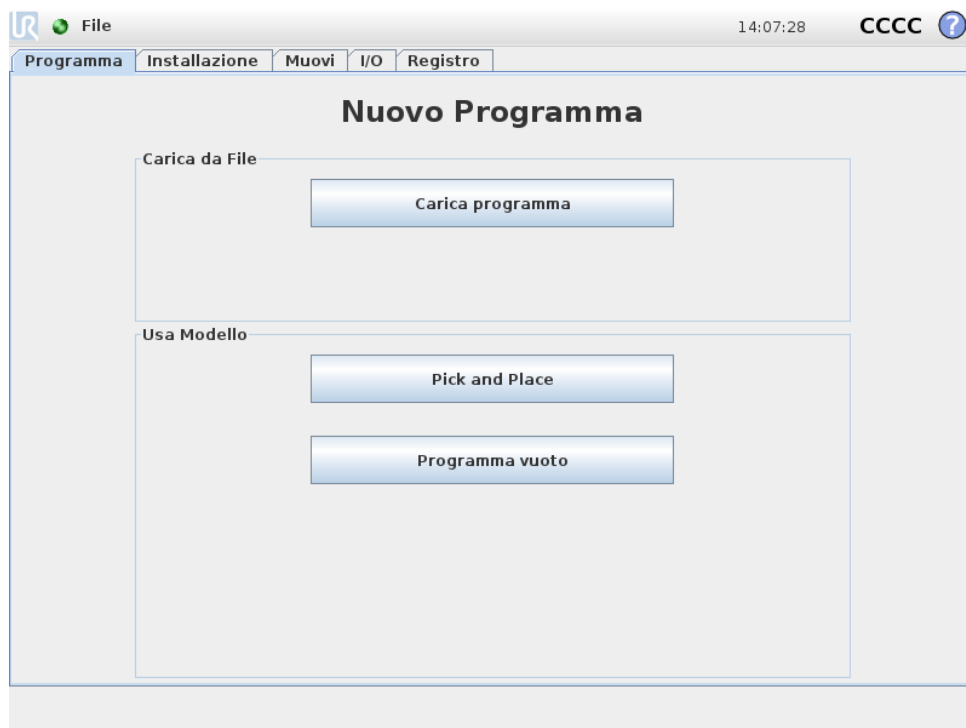 UR File 14:07:28 CCCC ?
Programma Installazione Muovi I/O Registro
Nuovo Programma
Carica da File
Carica programma
Usa Modello
Pick and Place
Programma vuoto